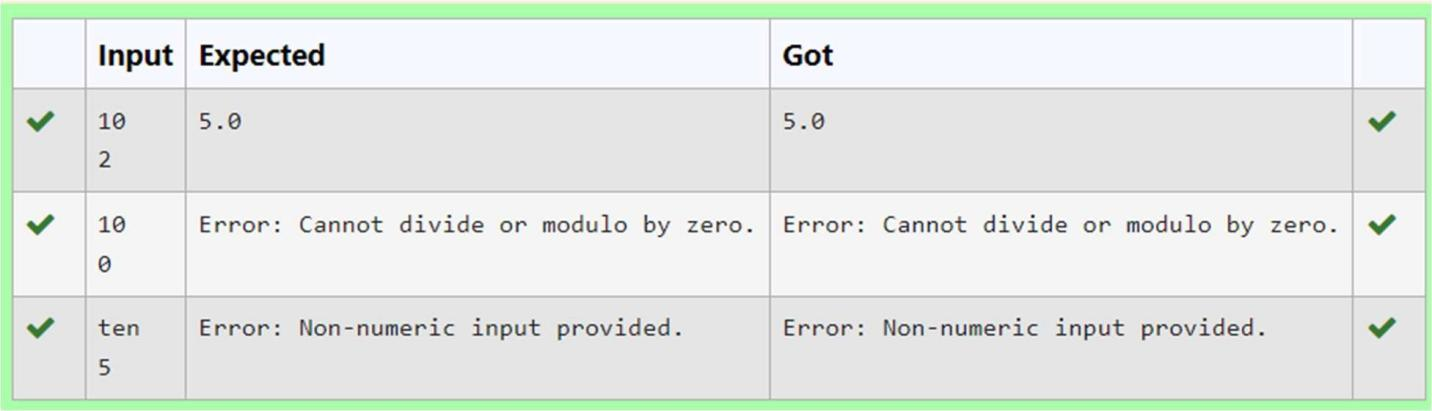 Input Expected Got
10 5.0 5.0
2
10 Error: Cannot divide or modulo by zero. Error: Cannot divide or modulo by zero.
0
ten Error: Non-numeric input provided. Error: Non-numeric input provided.
5